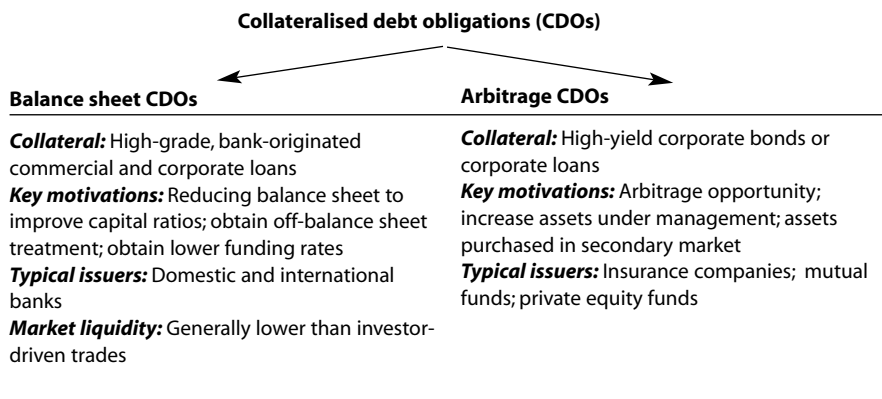 Collateralised debt obligations (CDOs)
Balance sheet CDOs
Collateral: High-grade, bank-originated
commercial and corporate loans
Key motivations: Reducing balance sheet to
improve capital ratios; obtain off-balance sheet
treatment; obtain lower funding rates
Typical issuers: Domestic and international
banks
Market liquidity: Generally lower than investor-
driven trades
Arbitrage CDOs
Collateral: High-yield corporate bonds or
corporate loans
Key motivations: Arbitrage opportunity;
increase assets under management; assets
purchased in secondary market
Typical issuers: Insurance companies; mutual
funds; private equity funds